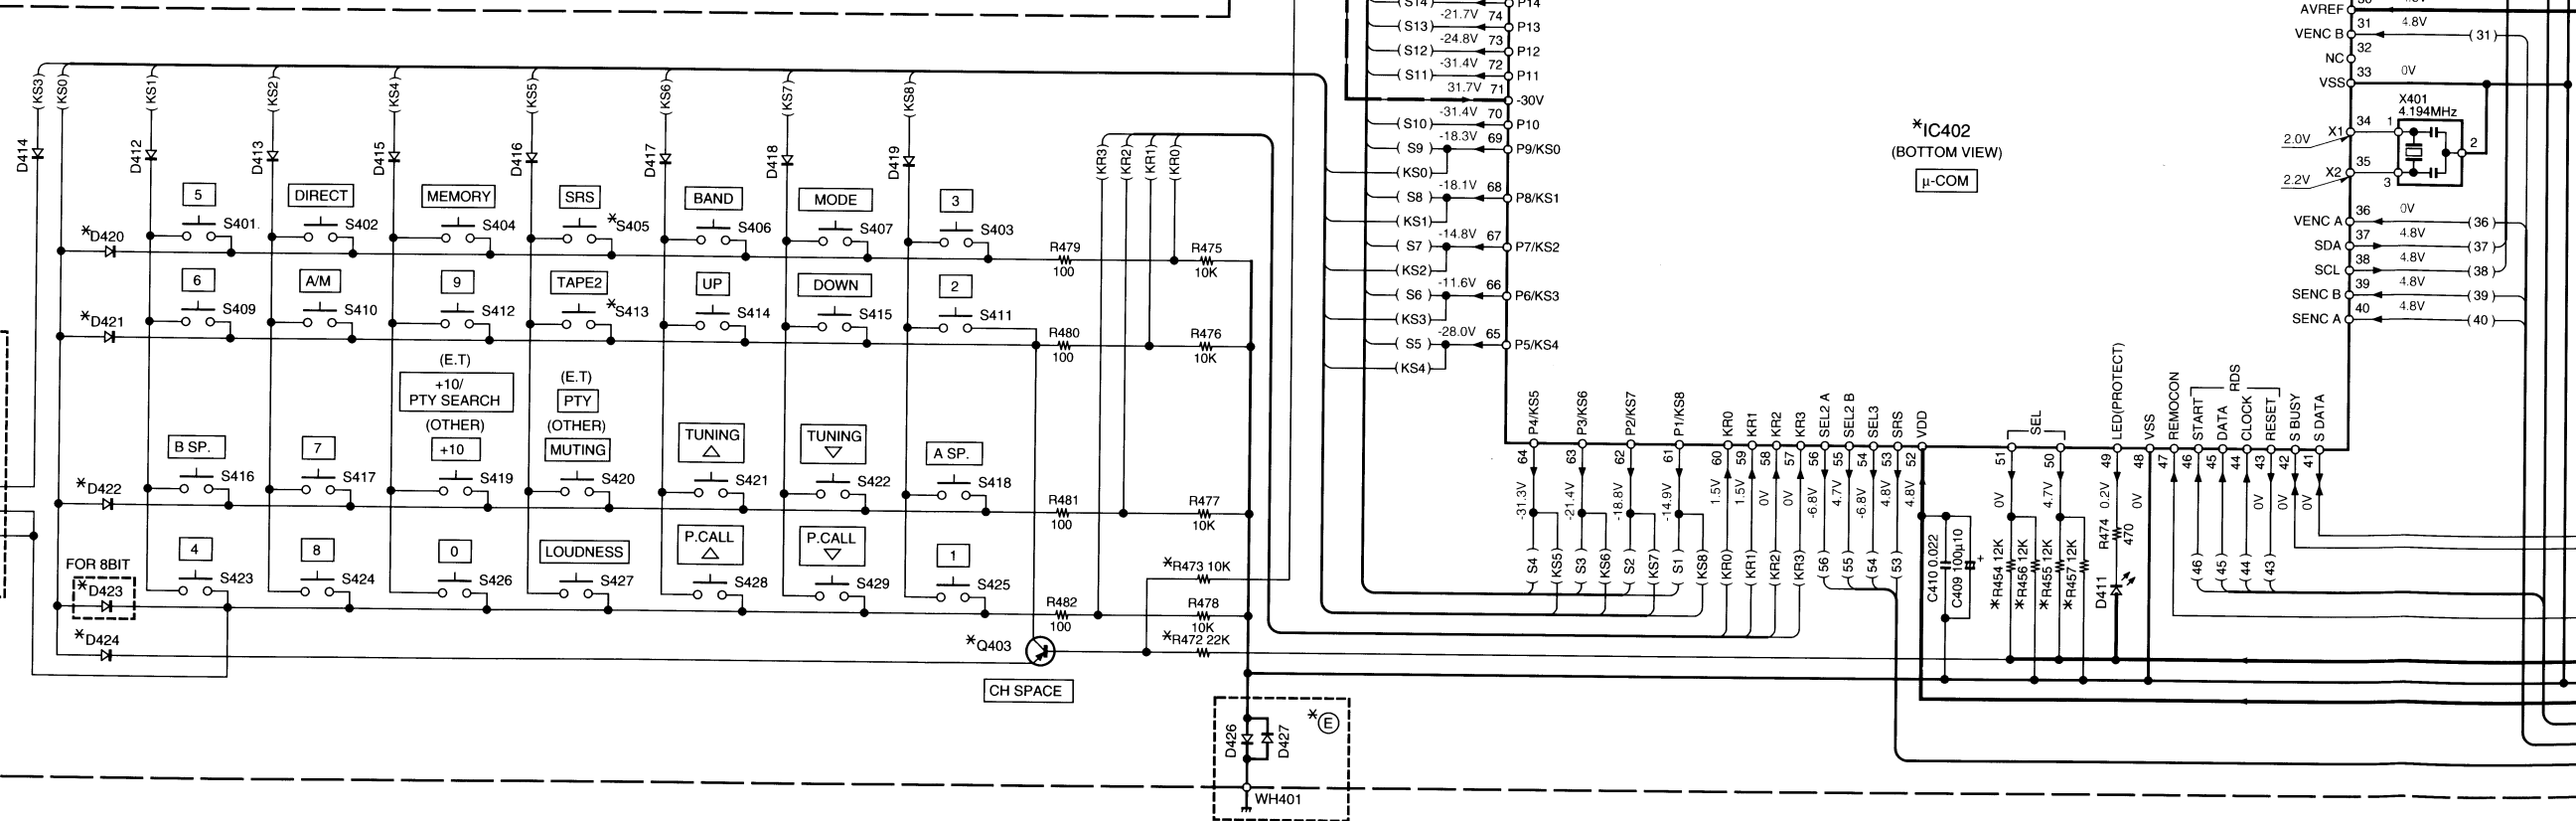 (KS3)
(KS0)
(KS1)
(KS2)
(KS4)
(KS5)
(KS6)
(KS7)
(KS8)
D414
D412
D413
D415
D416
D417
D418
D419
(KR3)
(KR2)
(KR1)
(KR0)
5
DIRECT
MEMORY
SRS
BAND
MODE
3
*D420
S401
S402
S404
*S405
S406
S407
S403
R479
100
R475
10K
6
A/M
9
TAPE2
UP
DOWN
2
*D421
S409
S410
S412
*S413
S414
S415
S411
R480
100
R476
10K
(E.T)
+10/
PTY SEARCH
(OTHER)
+10
(E.T)
PTY
(OTHER)
MUTING
B SP.
7
TUNING
△
TUNING
▽
A SP.
*D422
S416
S417
S419
S420
S421
S422
S418
R481
100
R477
10K
4
8
0
LOUDNESS
P.CALL
△
P.CALL
▽
1
FOR 8BIT
*D423
S423
S424
S426
S427
S428
S429
S425
*R473 10K
R482
100
R478
10K
*D424
*Q403
*R472 22K
CH SPACE
D426
D427
*Ⓔ
WH401
(S14) P14
(S13) -21.7V 74 P13
(S12) -24.8V 73 P12
(S11) -31.4V 72 P11
31.7V 71 -30V
(S10) -31.4V 70 P10
(S9) -18.3V 69 P9/KS0
(KS0)
(S8) -18.1V 68 P8/KS1
(KS1)
(S7) -14.8V 67 P7/KS2
(KS2)
(S6) -11.6V 66 P6/KS3
(KS3)
(S5) -28.0V 65 P5/KS4
(KS4)
*IC402
(BOTTOM VIEW)
μ-COM
AVREF
VENC B 31 4.8V (31)
NC 32
VSS 33 0V
X401
4.194MHz
X1 34 1
2.0V
2
X2 35 3
2.2V
VENC A 36 0V (36)
SDA 37 4.8V (37)
SCL 38 4.8V (38)
SENC B 39 4.8V (39)
SENC A 40 4.8V (40)
P4/KS5 64 -31.3V (S4) (KS5)
P3/KS6 63 -21.4V (S3) (KS6)
P2/KS7 62 -18.8V (S2) (KS7)
P1/KS8 61 -14.9V (S1) (KS8)
KR0 60 1.5V (KR0)
KR1 59 1.5V (KR1)
KR2 58 0V (KR2)
KR3 57 0V (KR3)
SEL2 A 56 -6.8V (56)
SEL2 B 55 4.7V (55)
SEL3 54 -6.8V (54)
SRS 53 4.8V (53)
VDD 52 4.8V
C410 0.022
C409 100μ10
+
SEL
51 0V
50 4.7V
*R454 12K
*R456 12K
*R455 12K
*R457 12K
LED(PROTECT) 49 0.2V
R474
470
D411
VSS 48 0V
REMOCON 47
RDS
START 46 (46)
DATA 45 (45)
CLOCK 44 (44)
RESET 43 0V (43)
S BUSY 42 0V
S DATA 41 0V